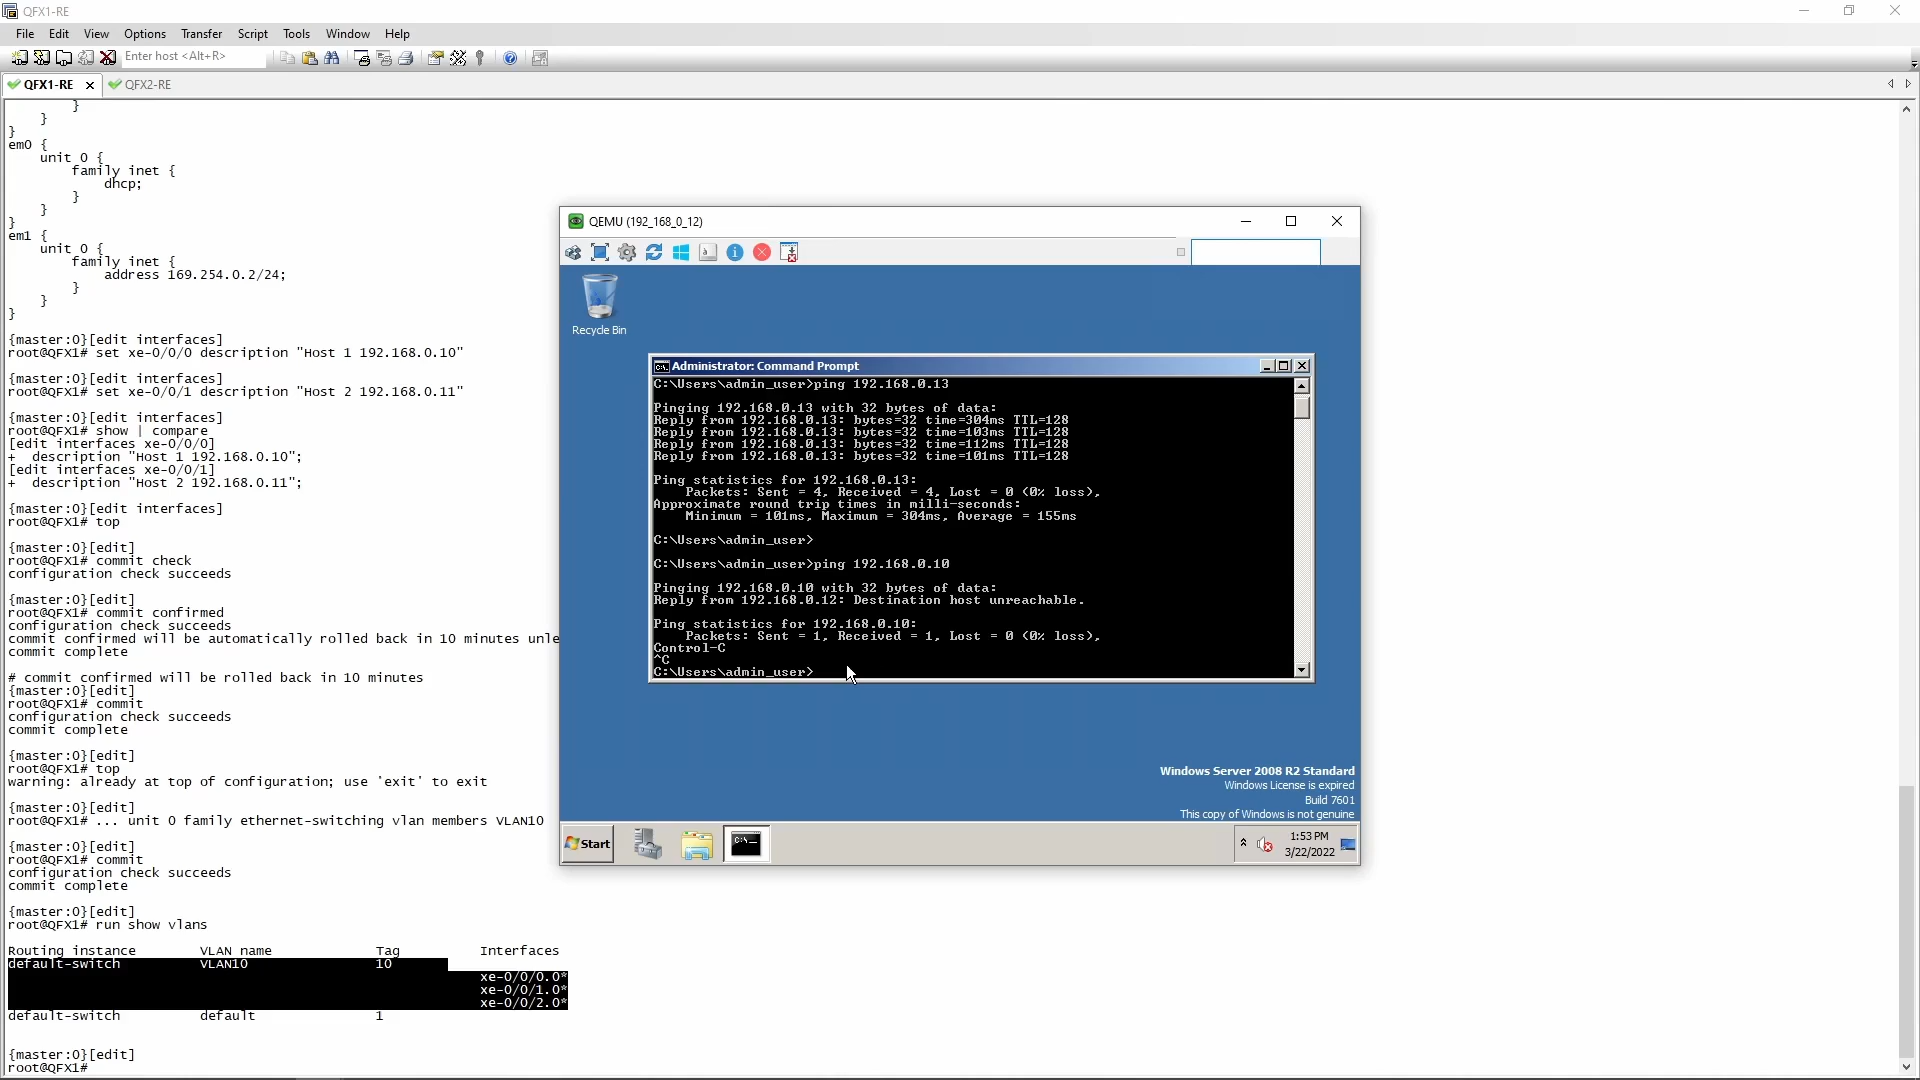 QFX1-RE
File Edit View Options Transfer Script Tools Window Help
Enter host <Alt+R>
QFX1-RE QFX2-RE
}
}
}
em0 {
unit 0 {
family inet {
dhcp;
}
}
}
em1 {
unit 0 {
family inet {
address 169.254.0.2/24;
}
}
}
{master:0}[edit interfaces]
root@QFX1# set xe-0/0/0 description "Host 1 192.168.0.10"
{master:0}[edit interfaces]
root@QFX1# set xe-0/0/1 description "Host 2 192.168.0.11"
{master:0}[edit interfaces]
root@QFX1# show | compare
[edit interfaces xe-0/0/0]
+ description "Host 1 192.168.0.10";
[edit interfaces xe-0/0/1]
+ description "Host 2 192.168.0.11";
{master:0}[edit interfaces]
root@QFX1# top
{master:0}[edit]
root@QFX1# commit check
configuration check succeeds
{master:0}[edit]
root@QFX1# commit confirmed
configuration check succeeds
commit confirmed will be automatically rolled back in 10 minutes unle
commit complete
# commit confirmed will be rolled back in 10 minutes
{master:0}[edit]
root@QFX1# commit
configuration check succeeds
commit complete
{master:0}[edit]
root@QFX1# top
warning: already at top of configuration; use 'exit' to exit
{master:0}[edit]
root@QFX1# ... unit 0 family ethernet-switching vlan members VLAN10
{master:0}[edit]
root@QFX1# commit
configuration check succeeds
commit complete
{master:0}[edit]
root@QFX1# run show vlans
Routing instance VLAN name Tag Interfaces
default-switch VLAN10 10
xe-0/0/0.0*
xe-0/0/1.0*
xe-0/0/2.0*
default-switch default 1
{master:0}[edit]
root@QFX1#
QEMU (192_168_0_12)
Recycle Bin
Administrator: Command Prompt
C:\Users\admin_user>ping 192.168.0.13
Pinging 192.168.0.13 with 32 bytes of data:
Reply from 192.168.0.13: bytes=32 time=304ms TTL=128
Reply from 192.168.0.13: bytes=32 time=103ms TTL=128
Reply from 192.168.0.13: bytes=32 time=112ms TTL=128
Reply from 192.168.0.13: bytes=32 time=101ms TTL=128
Ping statistics for 192.168.0.13:
Packets: Sent = 4, Received = 4, Lost = 0 (0% loss),
Approximate round trip times in milli-seconds:
Minimum = 101ms, Maximum = 304ms, Average = 155ms
C:\Users\admin_user>
C:\Users\admin_user>ping 192.168.0.10
Pinging 192.168.0.10 with 32 bytes of data:
Reply from 192.168.0.12: Destination host unreachable.
Ping statistics for 192.168.0.10:
Packets: Sent = 1, Received = 1, Lost = 0 (0% loss),
Control-C
^C
C:\Users\admin_user>
Windows Server 2008 R2 Standard
Windows License is expired
Build 7601
This copy of Windows is not genuine
Start
1:53 PM
3/22/2022